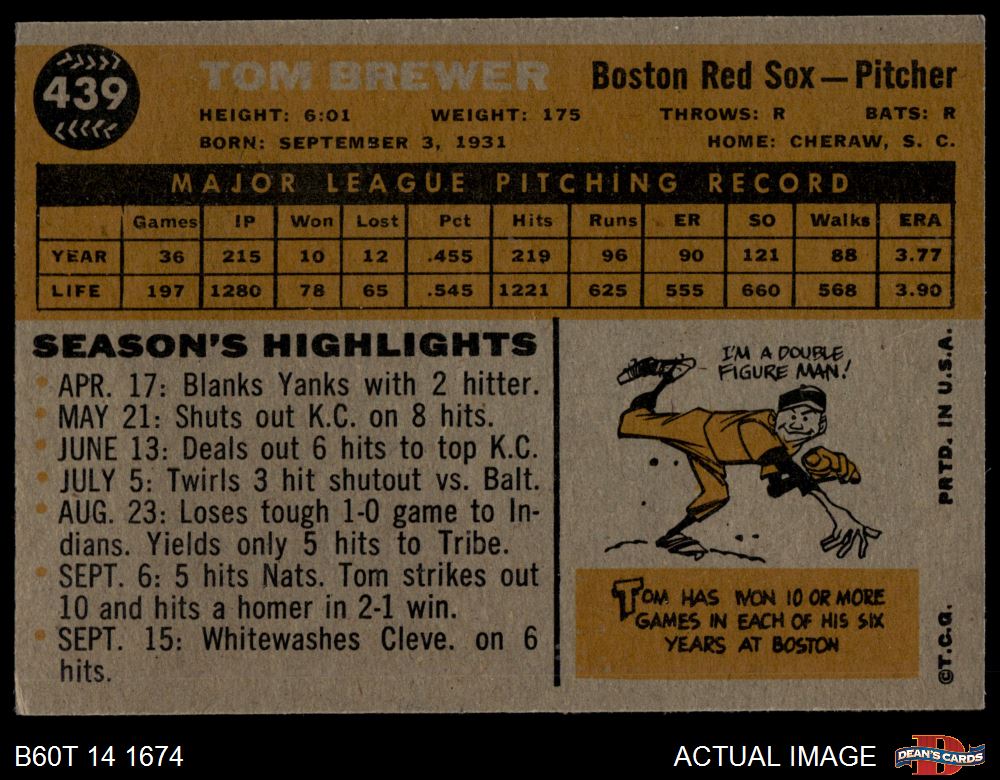 439
TOM BREWER
Boston Red Sox — Pitcher
HEIGHT: 6:01 WEIGHT: 175 THROWS: R BATS: R
BORN: SEPTEMBER 3, 1931 HOME: CHERAW, S. C.
MAJOR LEAGUE PITCHING RECORD
Games IP Won Lost Pct Hits Runs ER SO Walks ERA
YEAR 36 215 10 12 .455 219 96 90 121 88 3.77
LIFE 197 1280 78 65 .545 1221 625 555 660 568 3.90
SEASON'S HIGHLIGHTS
• APR. 17: Blanks Yanks with 2 hitter.
• MAY 21: Shuts out K.C. on 8 hits.
• JUNE 13: Deals out 6 hits to top K.C.
• JULY 5: Twirls 3 hit shutout vs. Balt.
• AUG. 23: Loses tough 1-0 game to In-
dians. Yields only 5 hits to Tribe.
• SEPT. 6: 5 hits Nats. Tom strikes out
10 and hits a homer in 2-1 win.
• SEPT. 15: Whitewashes Cleve. on 6
hits.
I'M A DOUBLE
FIGURE MAN!
TOM HAS WON 10 OR MORE
GAMES IN EACH OF HIS SIX
YEARS AT BOSTON
PRTD. IN U.S.A.
©T.C.G.
B60T 14 1674
ACTUAL IMAGE
DEAN'S CARDS